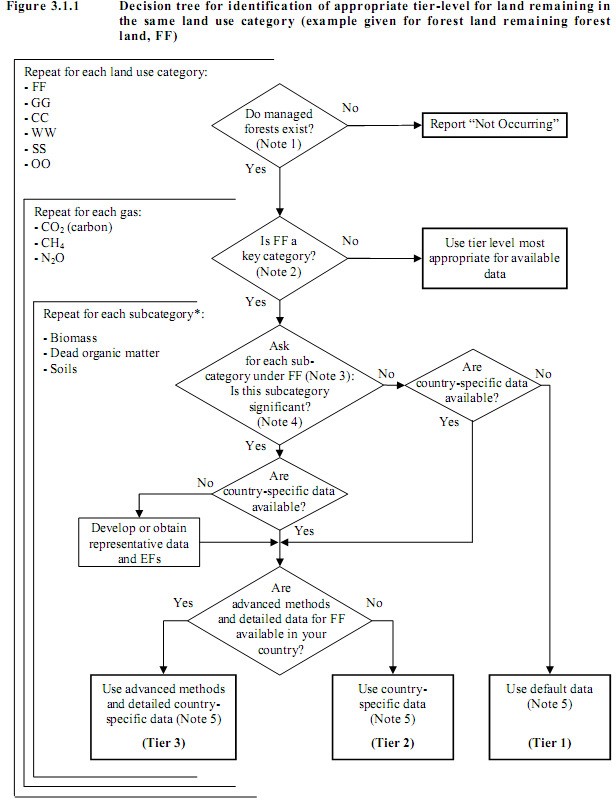 Figure 3.1.1 Decision tree for identification of appropriate tier-level for land remaining in
the same land use category (example given for forest land remaining forest
land, FF)
Repeat for each land use category:
- FF
- GG
- CC
- WW
- SS
- OO
Do managed
forests exist?
(Note 1)
No
Report “Not Occurring”
Yes
Repeat for each gas:
- CO₂ (carbon)
- CH₄
- N₂O
Is FF a
key category?
(Note 2)
No
Use tier level most
appropriate for available
data
Yes
Repeat for each subcategory*:
- Biomass
- Dead organic matter
- Soils
Ask
for each sub-
category under FF (Note 3):
Is this subcategory
significant?
(Note 4)
No
Are
country-specific data
available?
No
Yes
Yes
Are
country-specific data
available?
No
Yes
Develop or obtain
representative data
and EFs
Are
advanced methods
and detailed data for FF
available in your
country?
Yes
No
Use advanced methods
and detailed country-
specific data (Note 5)
(Tier 3)
Use country-
specific data
(Note 5)
(Tier 2)
Use default data
(Note 5)
(Tier 1)